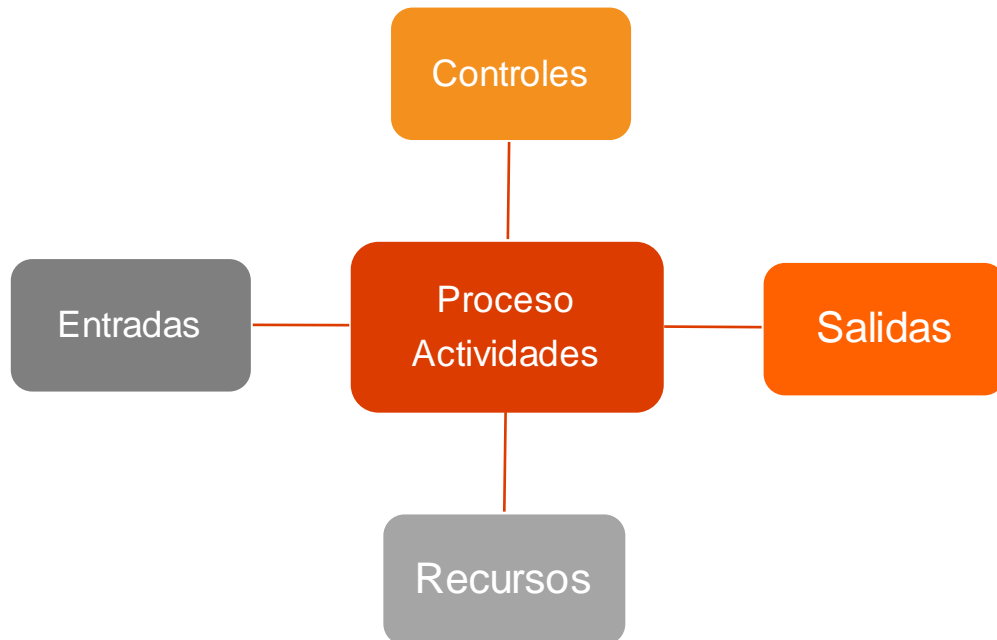 Controles
Entradas
Proceso
Actividades
Salidas
Recursos